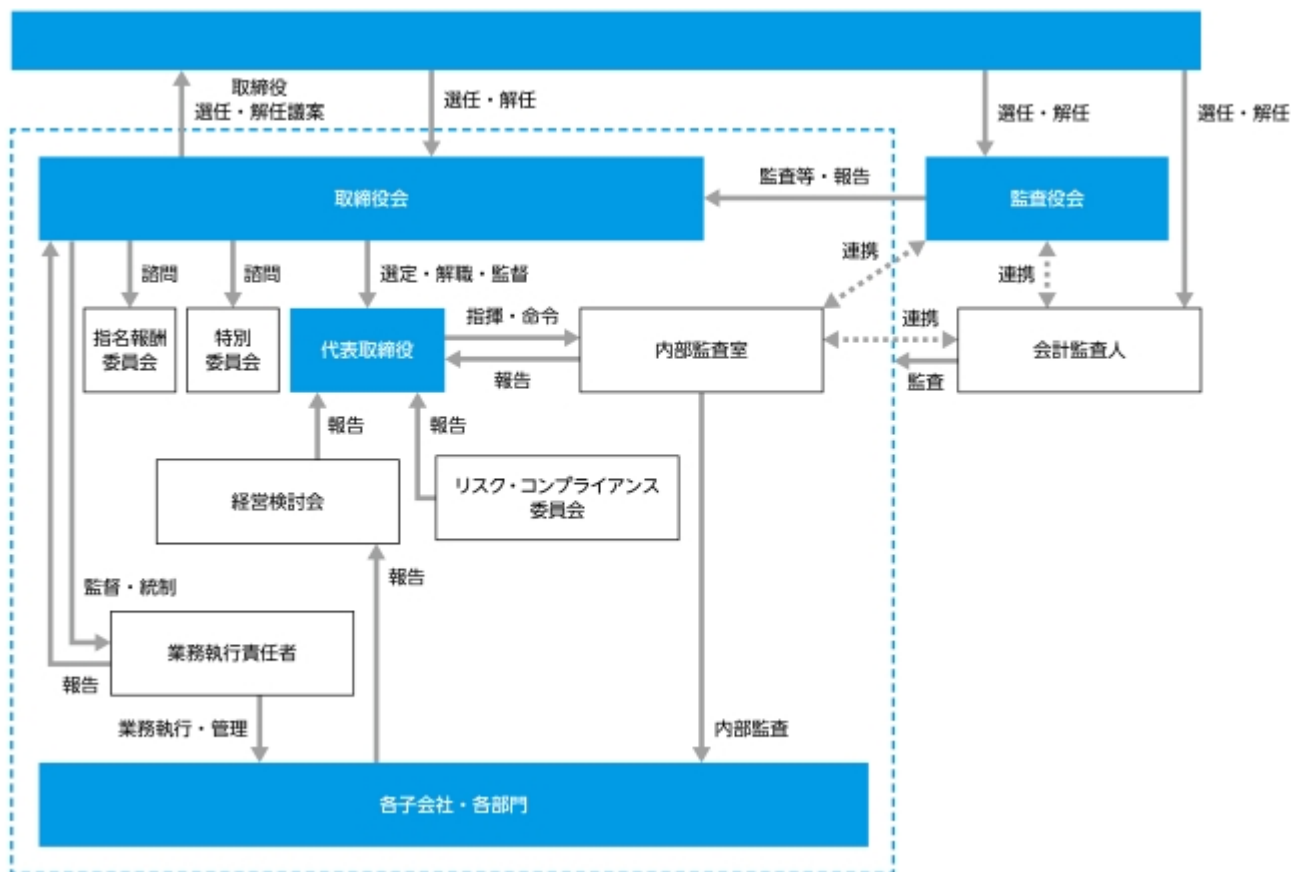 取締役
選任・解任議案
選任・解任
選任・解任
選任・解任
取締役会
監査等・報告
監査役会
諮問
諮問
選定・解職・監督
連携
連携
指名報酬
委員会
特別
委員会
代表取締役
指揮・命令
報告
内部監査室
連携
監査
会計監査人
報告
報告
経営検討会
リスク・コンプライアンス
委員会
報告
監督・統制
業務執行責任者
報告
業務執行・管理
内部監査
各子会社・各部門